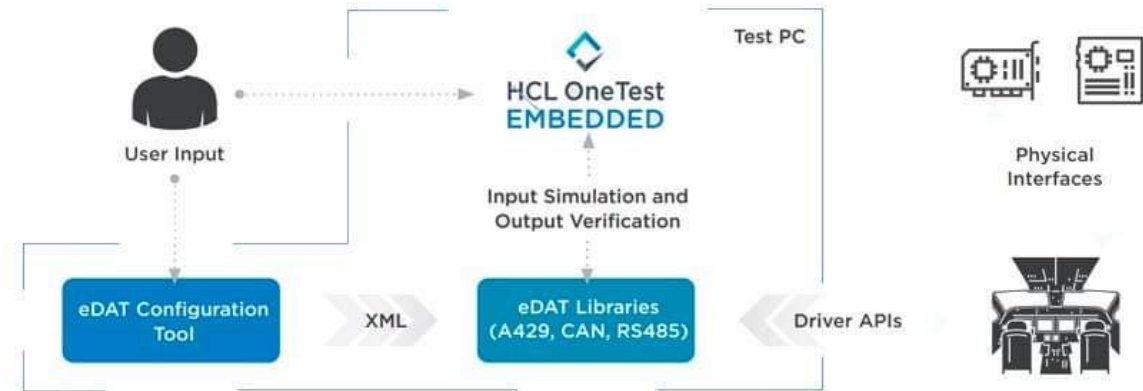 Test PC
HCL OneTest
EMBEDDED
User Input
Physical
Interfaces
Input Simulation and
Output Verification
eDAT Configuration
Tool
XML
eDAT Libraries
(A429, CAN, RS485)
Driver APIs